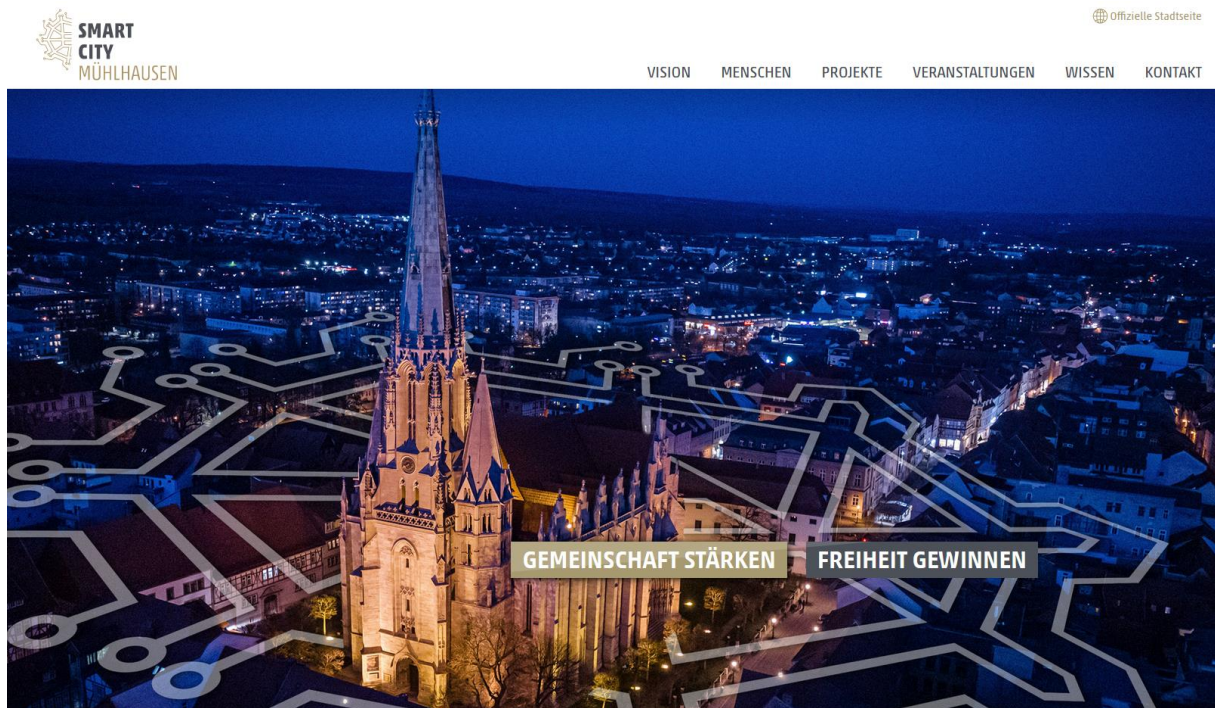 SMART
CITY
MÜHLHAUSEN
Offizielle Stadtseite
VISION MENSCHEN PROJEKTE VERANSTALTUNGEN WISSEN KONTAKT
GEMEINSCHAFT STÄRKEN FREIHEIT GEWINNEN